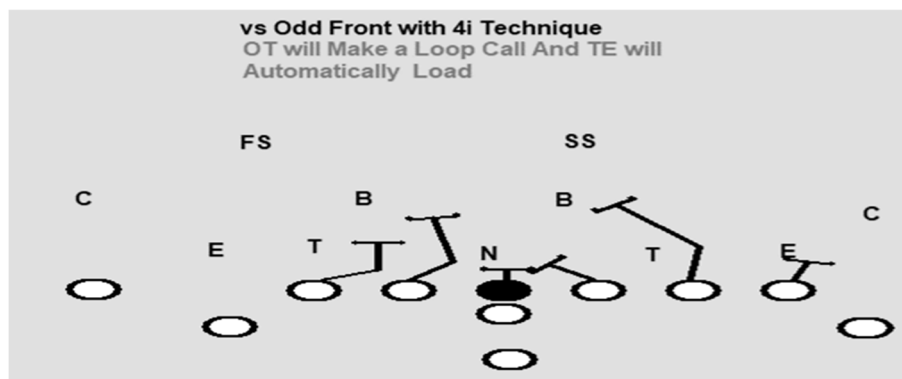 vs Odd Front with 4i Technique
OT will Make a Loop Call And TE will
Automatically Load
FS SS
C B B C
E T N T E